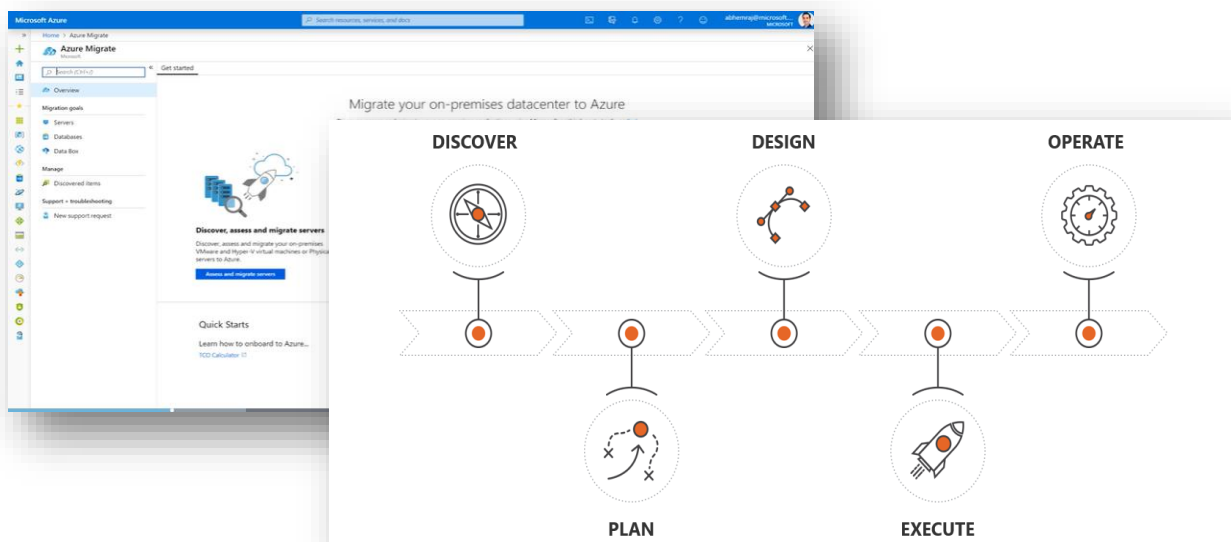 Microsoft Azure
Search resources, services, and docs
abhemraj@microsoft...
MICROSOFT
Home > Azure Migrate
Azure Migrate
Microsoft
Search (Ctrl+/)
Get started
Overview
Migration goals
Servers
Databases
Data Box
Manage
Discovered items
Support + troubleshooting
New support request
Migrate your on-premises datacenter to Azure
Discover, assess and migrate servers
Discover, assess and migrate your on-premises
VMware and Hyper-V virtual machines or Physica
servers to Azure.
Assess and migrate servers
Quick Starts
Learn how to onboard to Azure...
TCO Calculator
DISCOVER
DESIGN
OPERATE
PLAN
EXECUTE